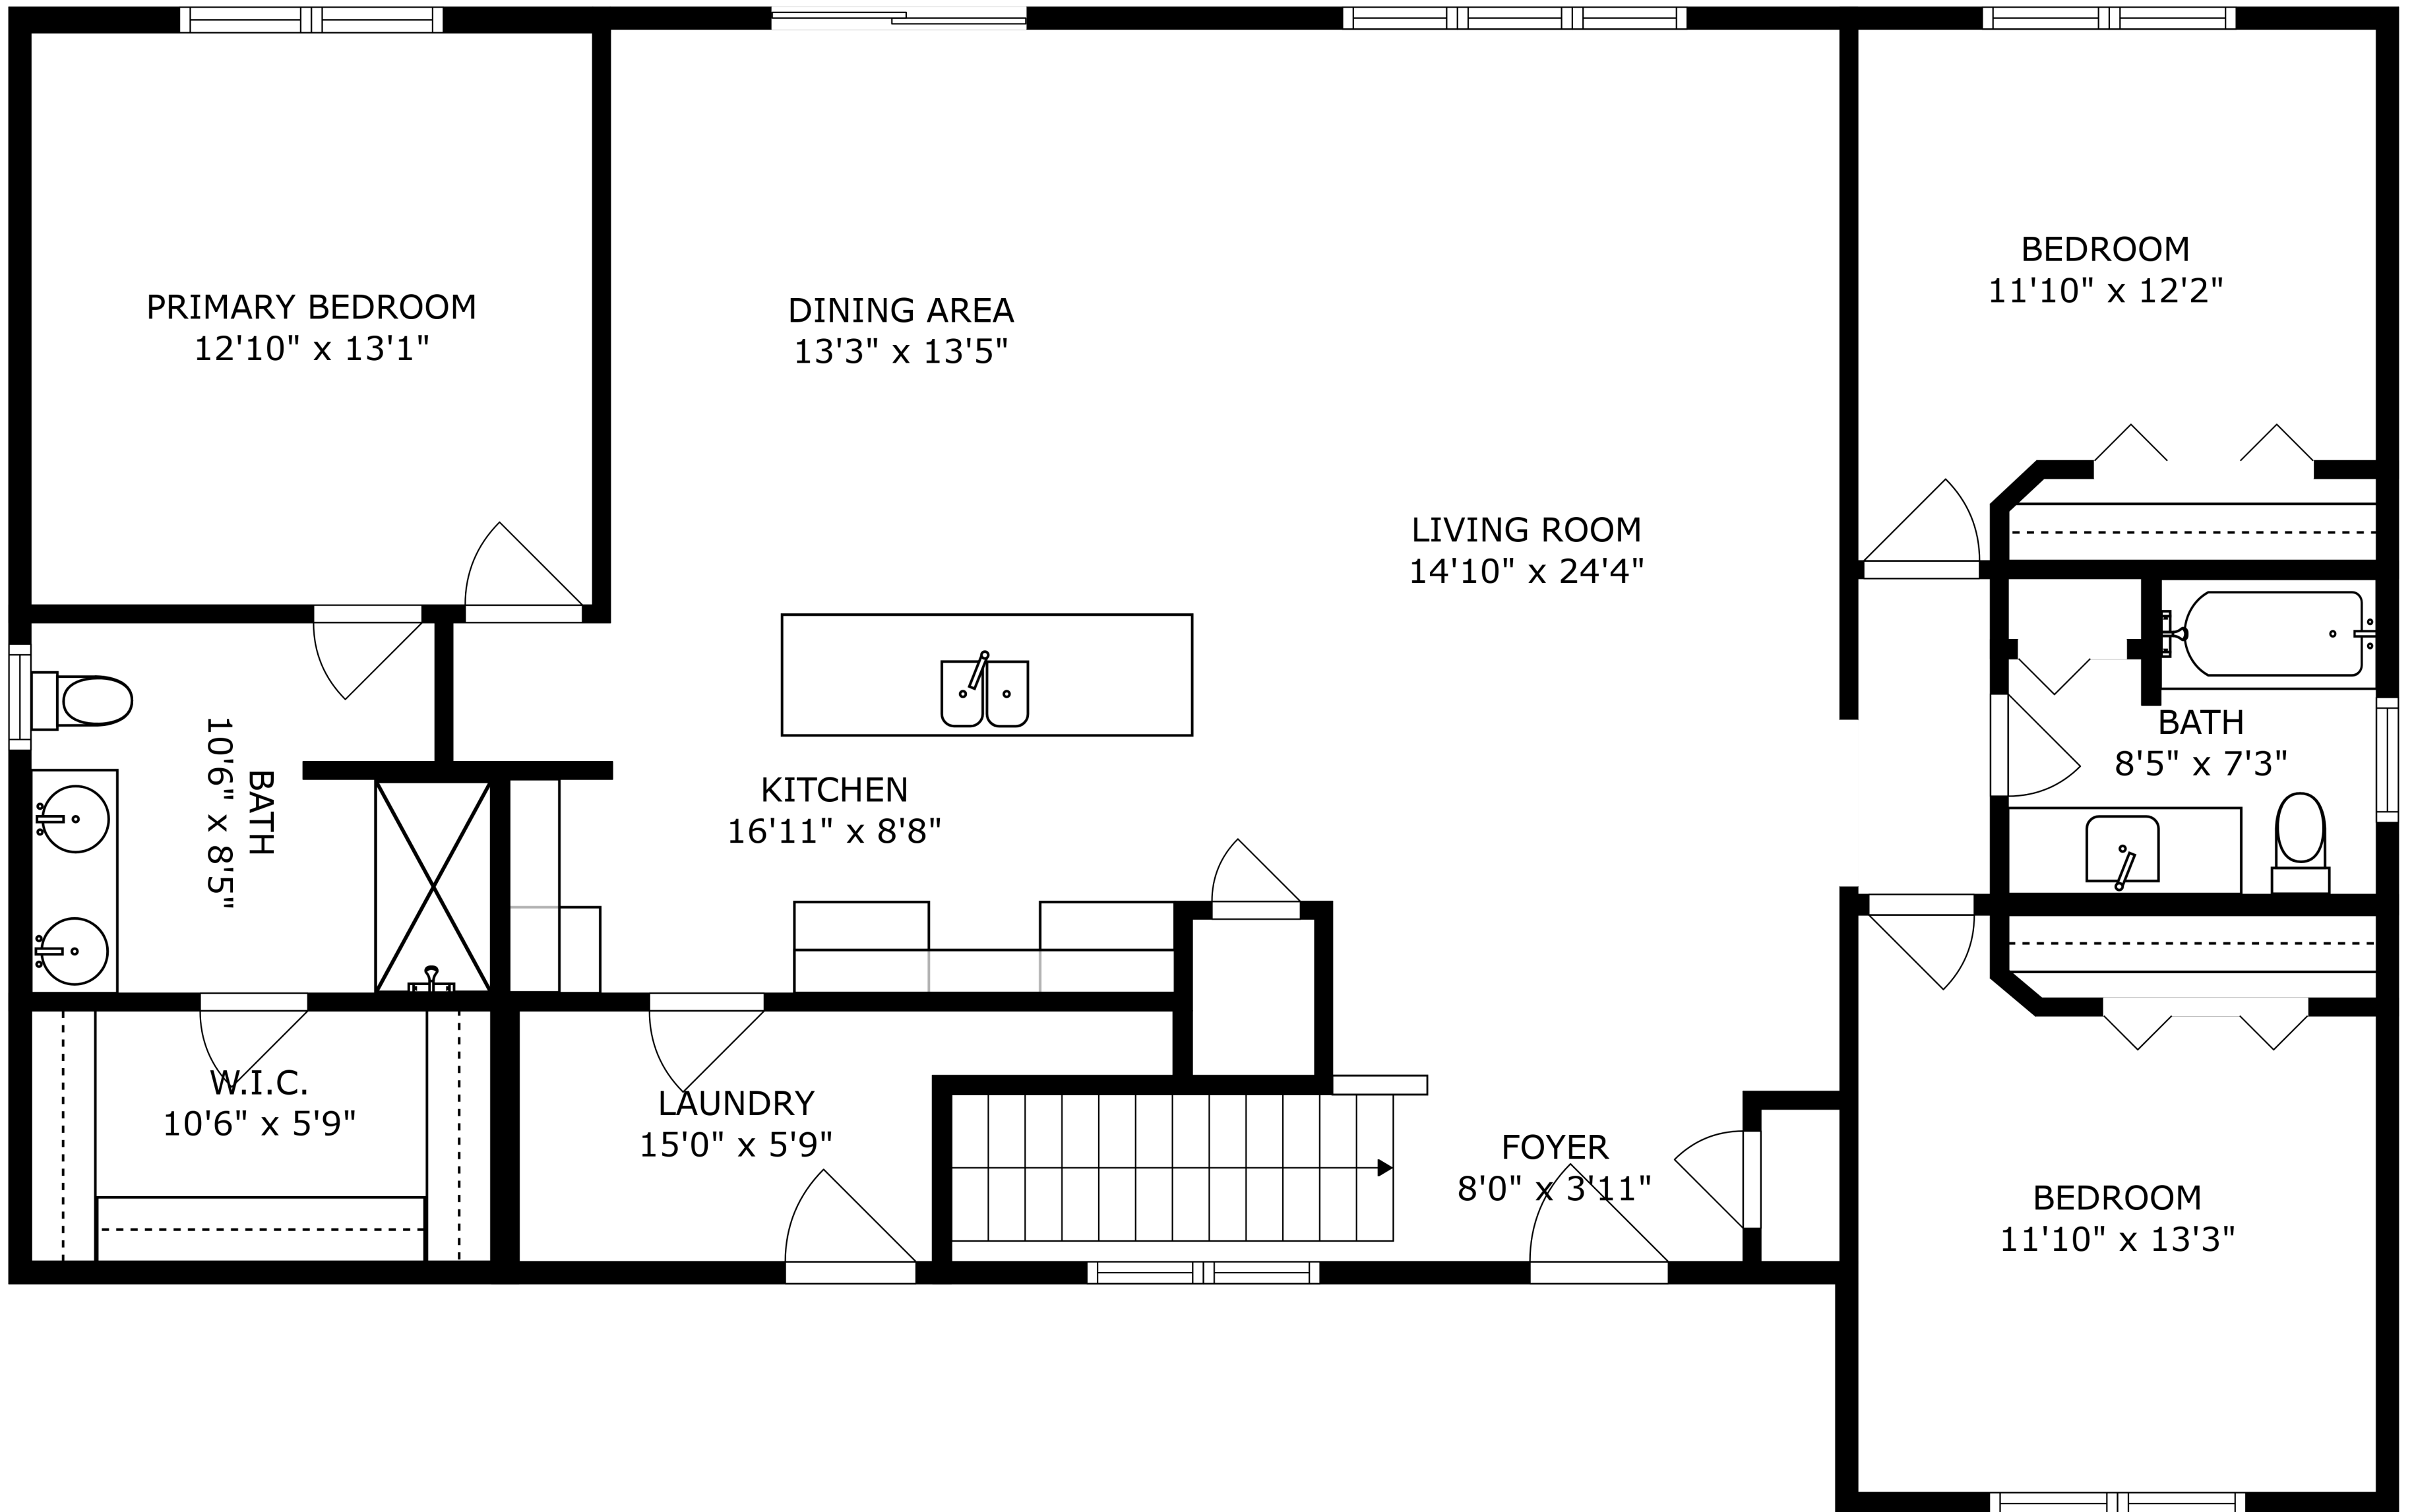 PRIMARY BEDROOM
12'10" x 13'1"
DINING AREA
13'3" x 13'5"
LIVING ROOM
14'10" x 24'4"
BEDROOM
11'10" x 12'2"
BATH
10'6" x 8'5"
KITCHEN
16'11" x 8'8"
BATH
8'5" x 7'3"
W.I.C.
10'6" x 5'9"
LAUNDRY
15'0" x 5'9"
FOYER
8'0" x 3'11"
BEDROOM
11'10" x 13'3"